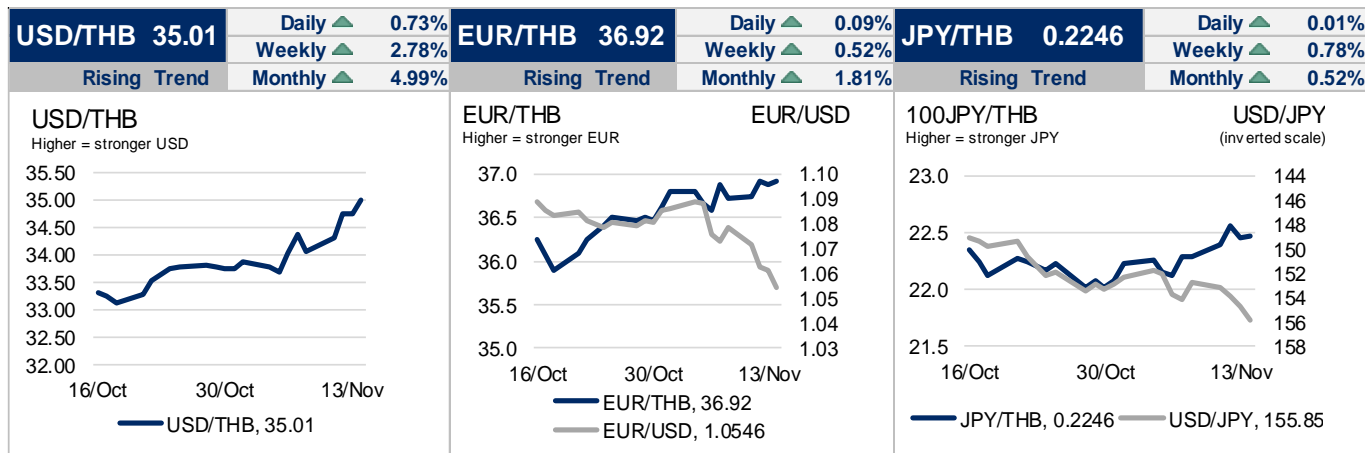 USD/THB 35.01
Daily 0.73%
Weekly 2.78%
Rising Trend
Monthly 4.99%
USD/THB
Higher = stronger USD
35.50
35.00
34.50
34.00
33.50
33.00
32.50
32.00
16/Oct 30/Oct 13/Nov
USD/THB, 35.01
EUR/THB 36.92
Daily 0.09%
Weekly 0.52%
Rising Trend
Monthly 1.81%
EUR/THB EUR/USD
Higher = stronger EUR
37.0
36.5
36.0
35.5
35.0
1.10
1.09
1.08
1.07
1.06
1.05
1.04
1.03
16/Oct 30/Oct 13/Nov
EUR/THB, 36.92
EUR/USD, 1.0546
JPY/THB 0.2246
Daily 0.01%
Weekly 0.78%
Rising Trend
Monthly 0.52%
100JPY/THB USD/JPY
Higher = stronger JPY (inverted scale)
23.0
22.5
22.0
21.5
144
146
148
150
152
154
156
158
16/Oct 30/Oct 13/Nov
JPY/THB, 0.2246 USD/JPY, 155.85